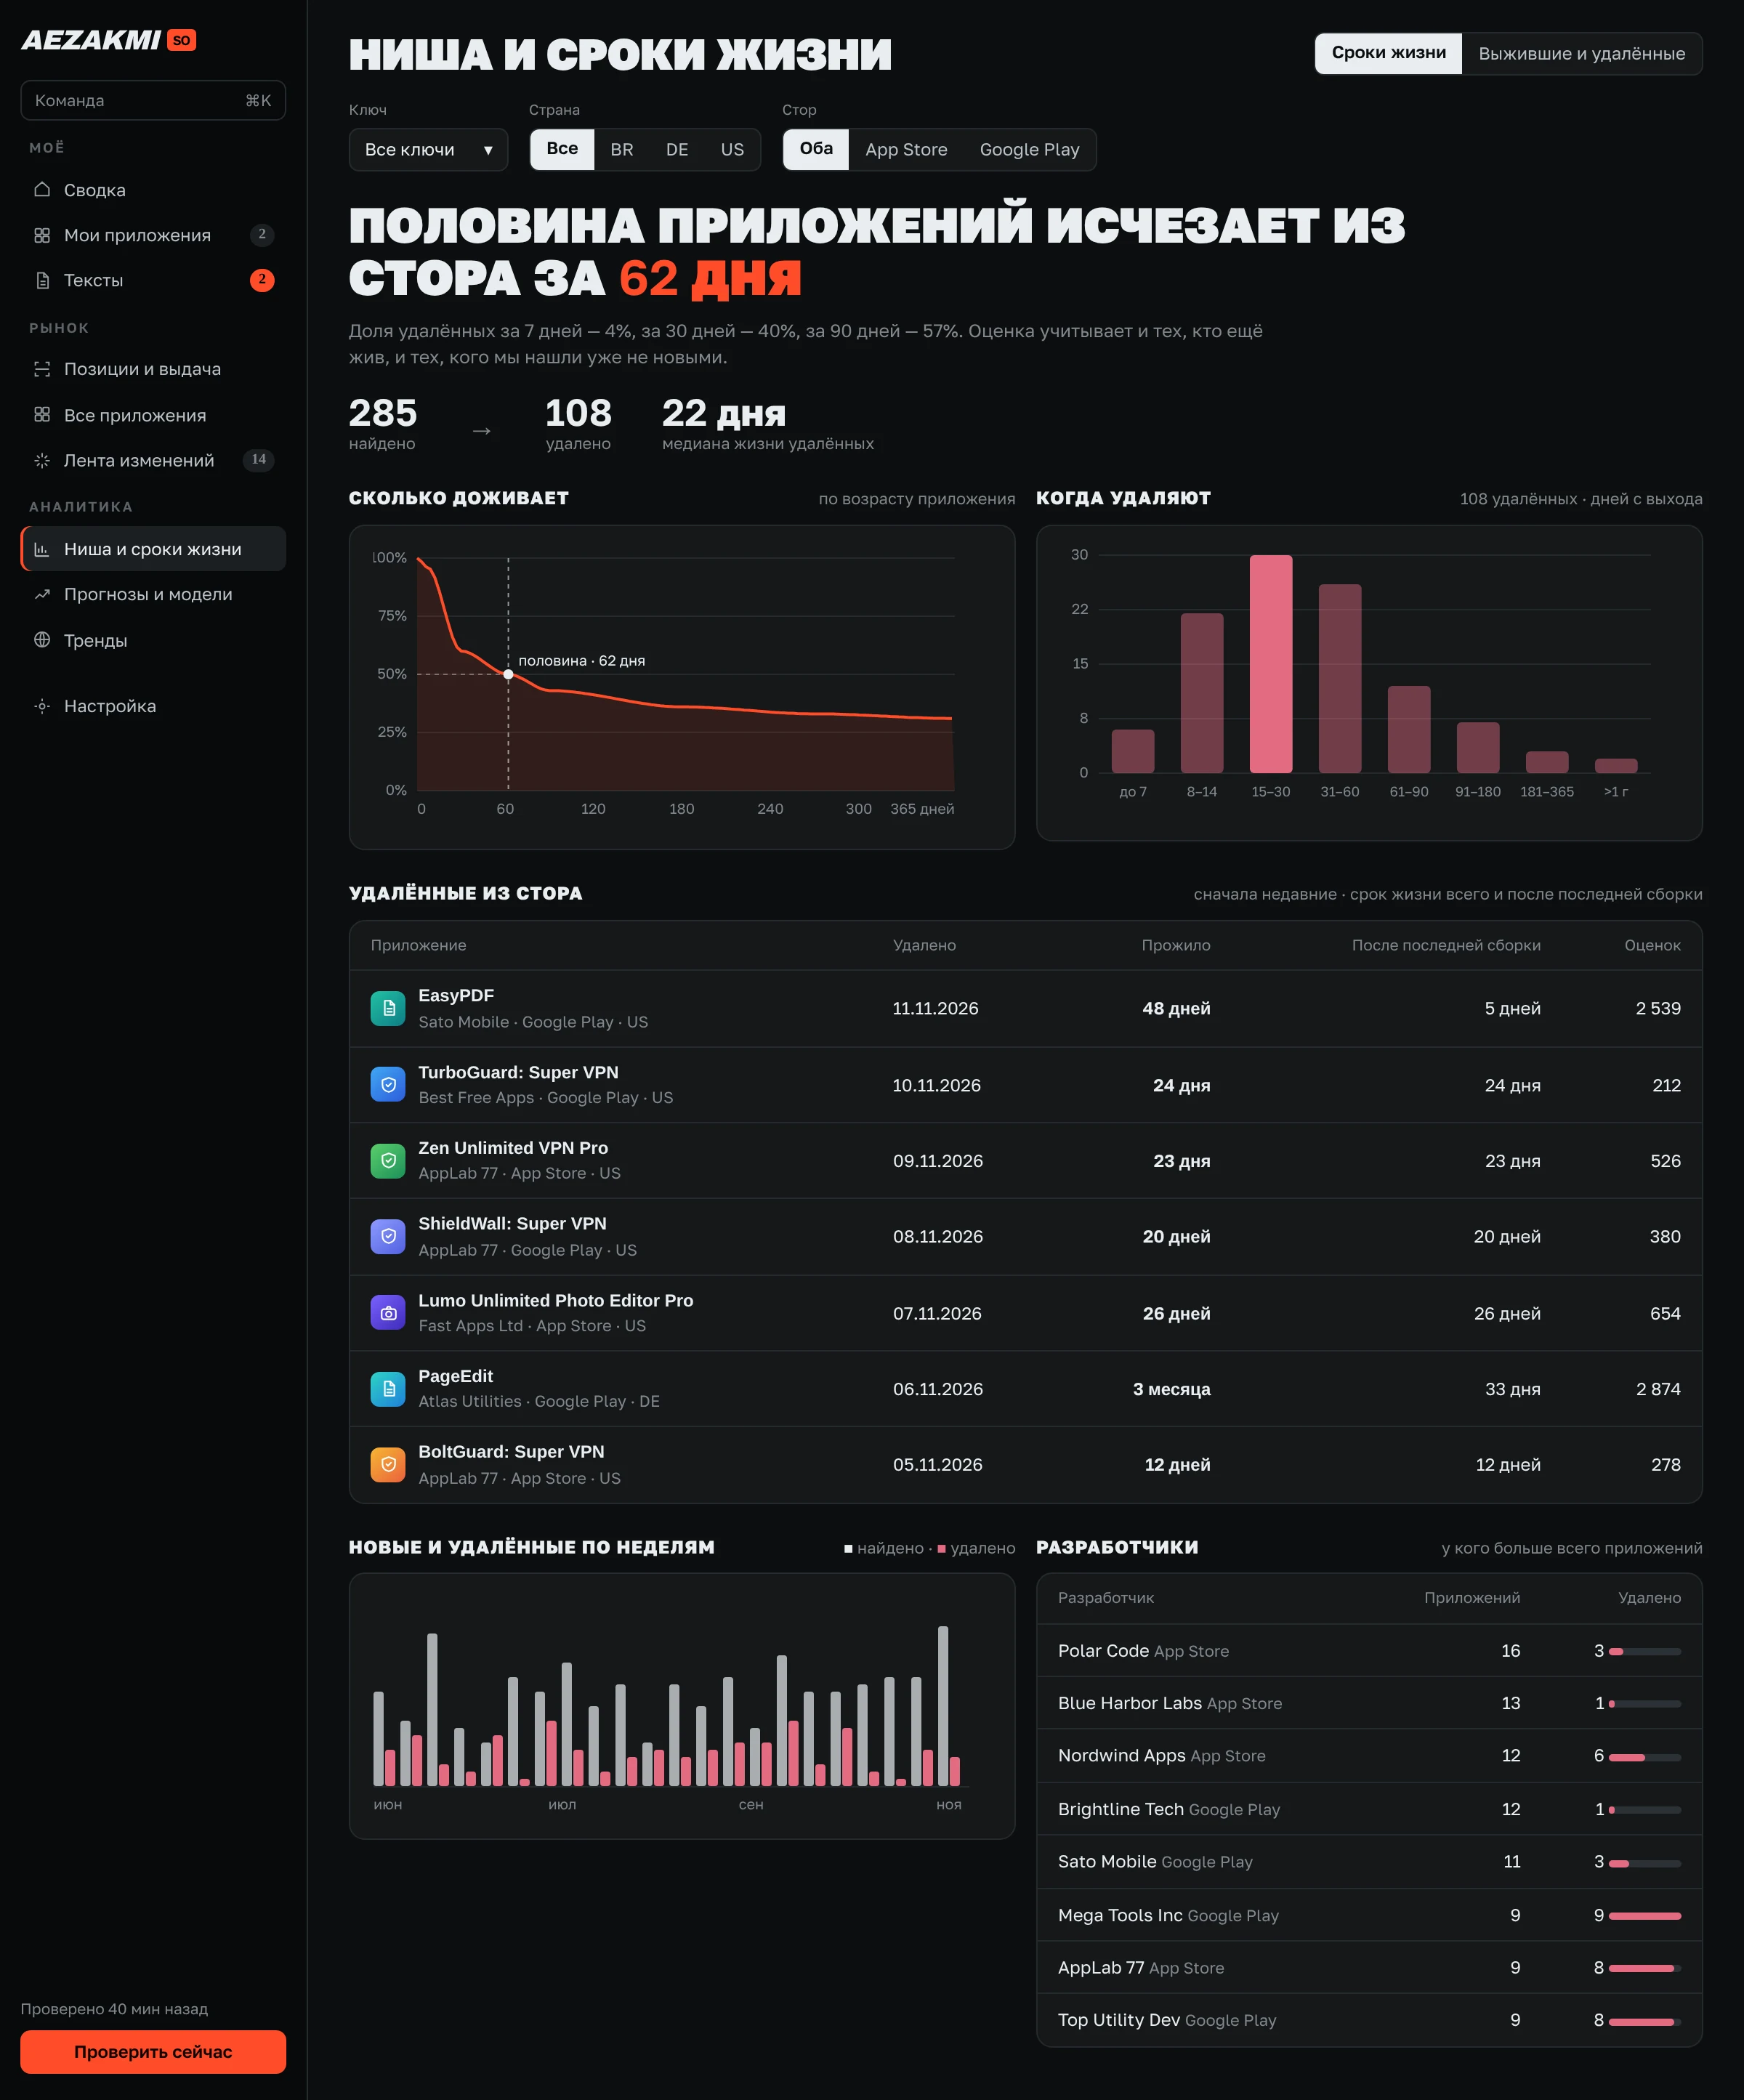 AEZAKMI SO
Команда ⌘K
МОЁ
Сводка
Мои приложения 2
Тексты 2
РЫНОК
Позиции и выдача
Все приложения
Лента изменений 14
АНАЛИТИКА
Ниша и сроки жизни
Прогнозы и модели
Тренды
Настройка
Проверено 40 мин назад
Проверить сейчас
НИША И СРОКИ ЖИЗНИ
Сроки жизни Выжившие и удалённые
Ключ Страна Стор
Все ключи ▾ Все BR DE US Оба App Store Google Play
ПОЛОВИНА ПРИЛОЖЕНИЙ ИСЧЕЗАЕТ ИЗ
СТОРА ЗА 62 ДНЯ
Доля удалённых за 7 дней — 4%, за 30 дней — 40%, за 90 дней — 57%. Оценка учитывает и тех, кто ещё
жив, и тех, кого мы нашли уже не новыми.
285 → 108 22 дня
найдено удалено медиана жизни удалённых
СКОЛЬКО ДОЖИВАЕТ по возрасту приложения
100%
75%
половина · 62 дня
50%
25%
0%
0 60 120 180 240 300 365 дней
КОГДА УДАЛЯЮТ 108 удалённых · дней с выхода
30
22
15
8
0
до 7 8–14 15–30 31–60 61–90 91–180 181–365 >1 г
УДАЛЁННЫЕ ИЗ СТОРА сначала недавние · срок жизни всего и после последней сборки
Приложение Удалено Прожило После последней сборки Оценок
EasyPDF
Sato Mobile · Google Play · US
11.11.2026 48 дней 5 дней 2 539
TurboGuard: Super VPN
Best Free Apps · Google Play · US
10.11.2026 24 дня 24 дня 212
Zen Unlimited VPN Pro
AppLab 77 · App Store · US
09.11.2026 23 дня 23 дня 526
ShieldWall: Super VPN
AppLab 77 · Google Play · US
08.11.2026 20 дней 20 дней 380
Lumo Unlimited Photo Editor Pro
Fast Apps Ltd · App Store · US
07.11.2026 26 дней 26 дней 654
PageEdit
Atlas Utilities · Google Play · DE
06.11.2026 3 месяца 33 дня 2 874
BoltGuard: Super VPN
AppLab 77 · App Store · US
05.11.2026 12 дней 12 дней 278
НОВЫЕ И УДАЛЁННЫЕ ПО НЕДЕЛЯМ ■ найдено · ■ удалено
июн июл сен ноя
РАЗРАБОТЧИКИ у кого больше всего приложений
Разработчик Приложений Удалено
Polar Code App Store 16 3
Blue Harbor Labs App Store 13 1
Nordwind Apps App Store 12 6
Brightline Tech Google Play 12 1
Sato Mobile Google Play 11 3
Mega Tools Inc Google Play 9 9
AppLab 77 App Store 9 8
Top Utility Dev Google Play 9 8